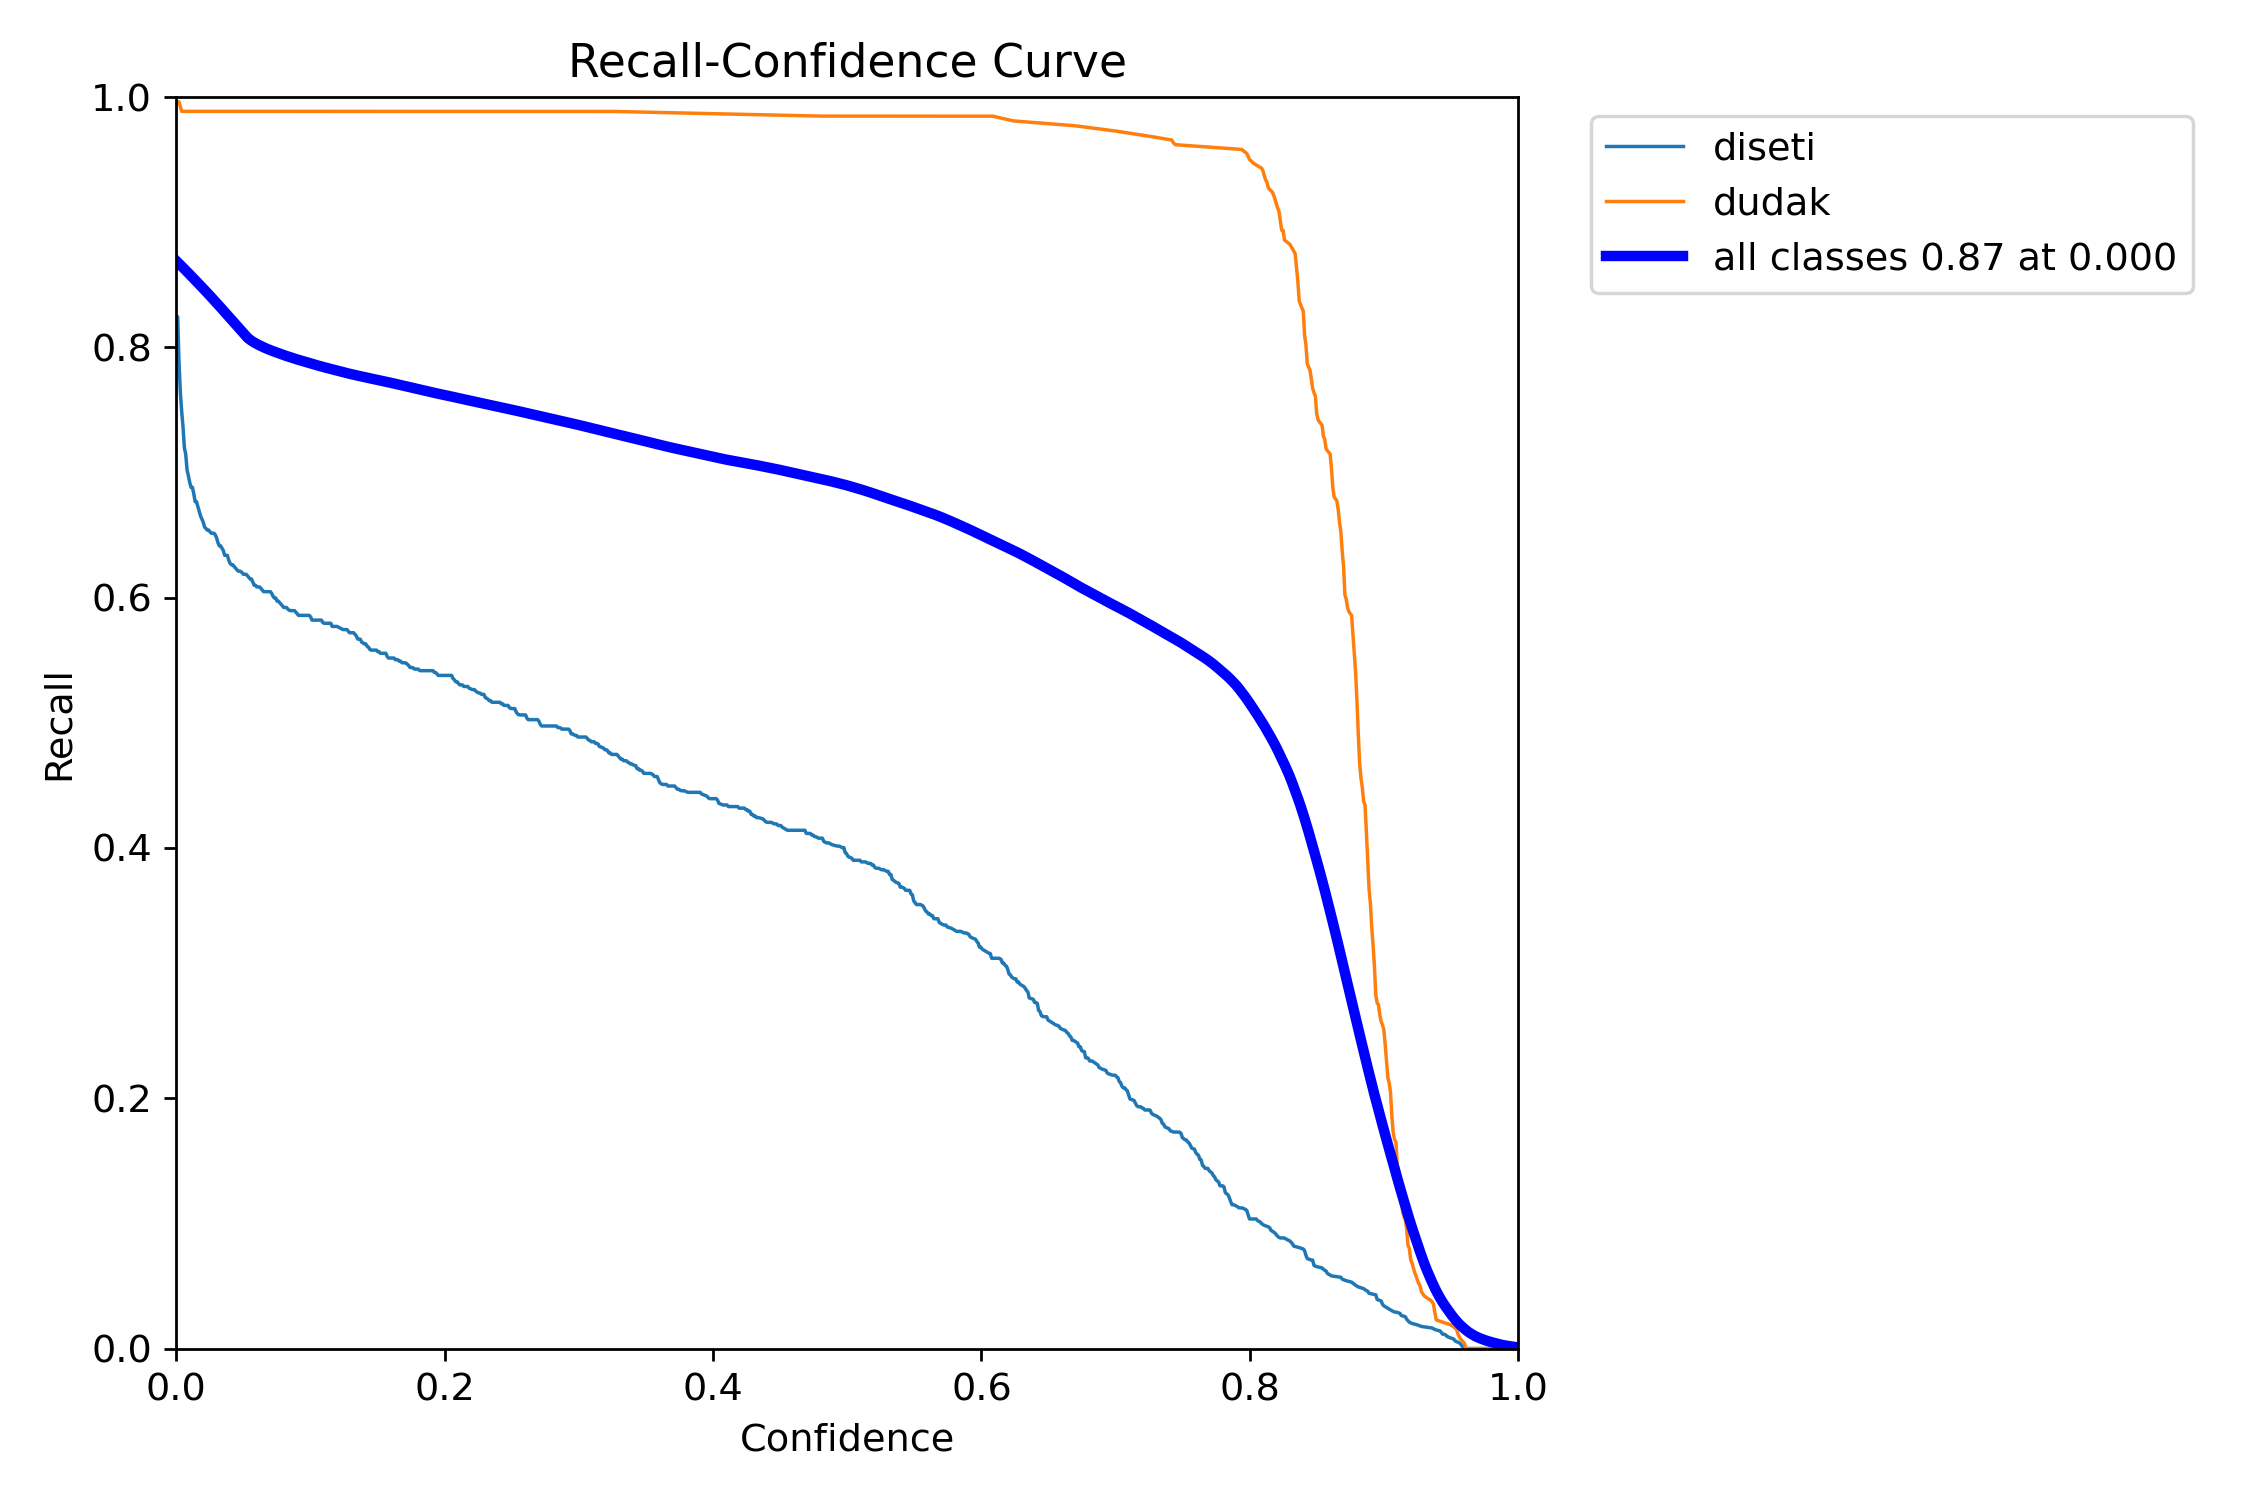 Recall-Confidence Curve
1.0
0.8
0.6
0.4
0.2
0.0
Recall
0.0 0.2 0.4 0.6 0.8 1.0
Confidence
diseti
dudak
all classes 0.87 at 0.000